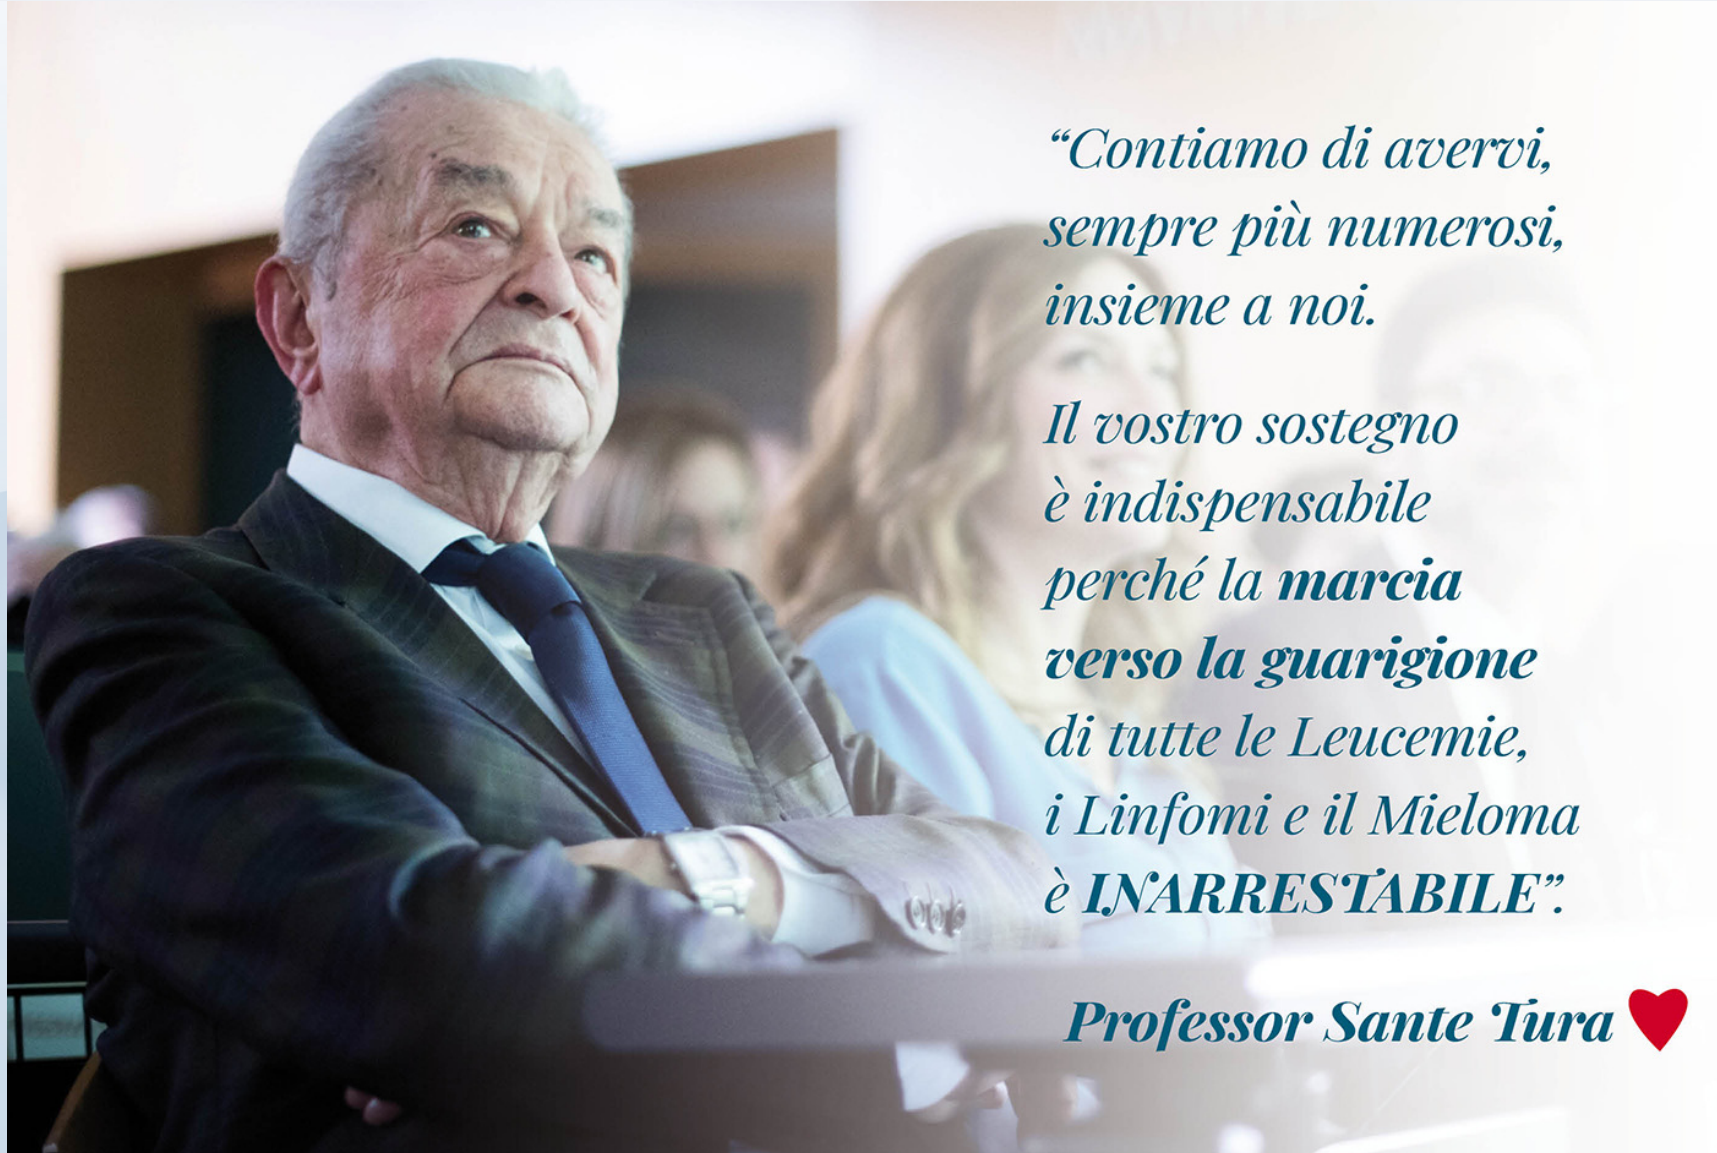 “Contiamo di avervi,
sempre più numerosi,
insieme a noi.
Il vostro sostegno
è indispensabile
perché la marcia
verso la guarigione
di tutte le Leucemie,
i Linfomi e il Mieloma
è INARRESTABILE”.
Professor Sante Tura